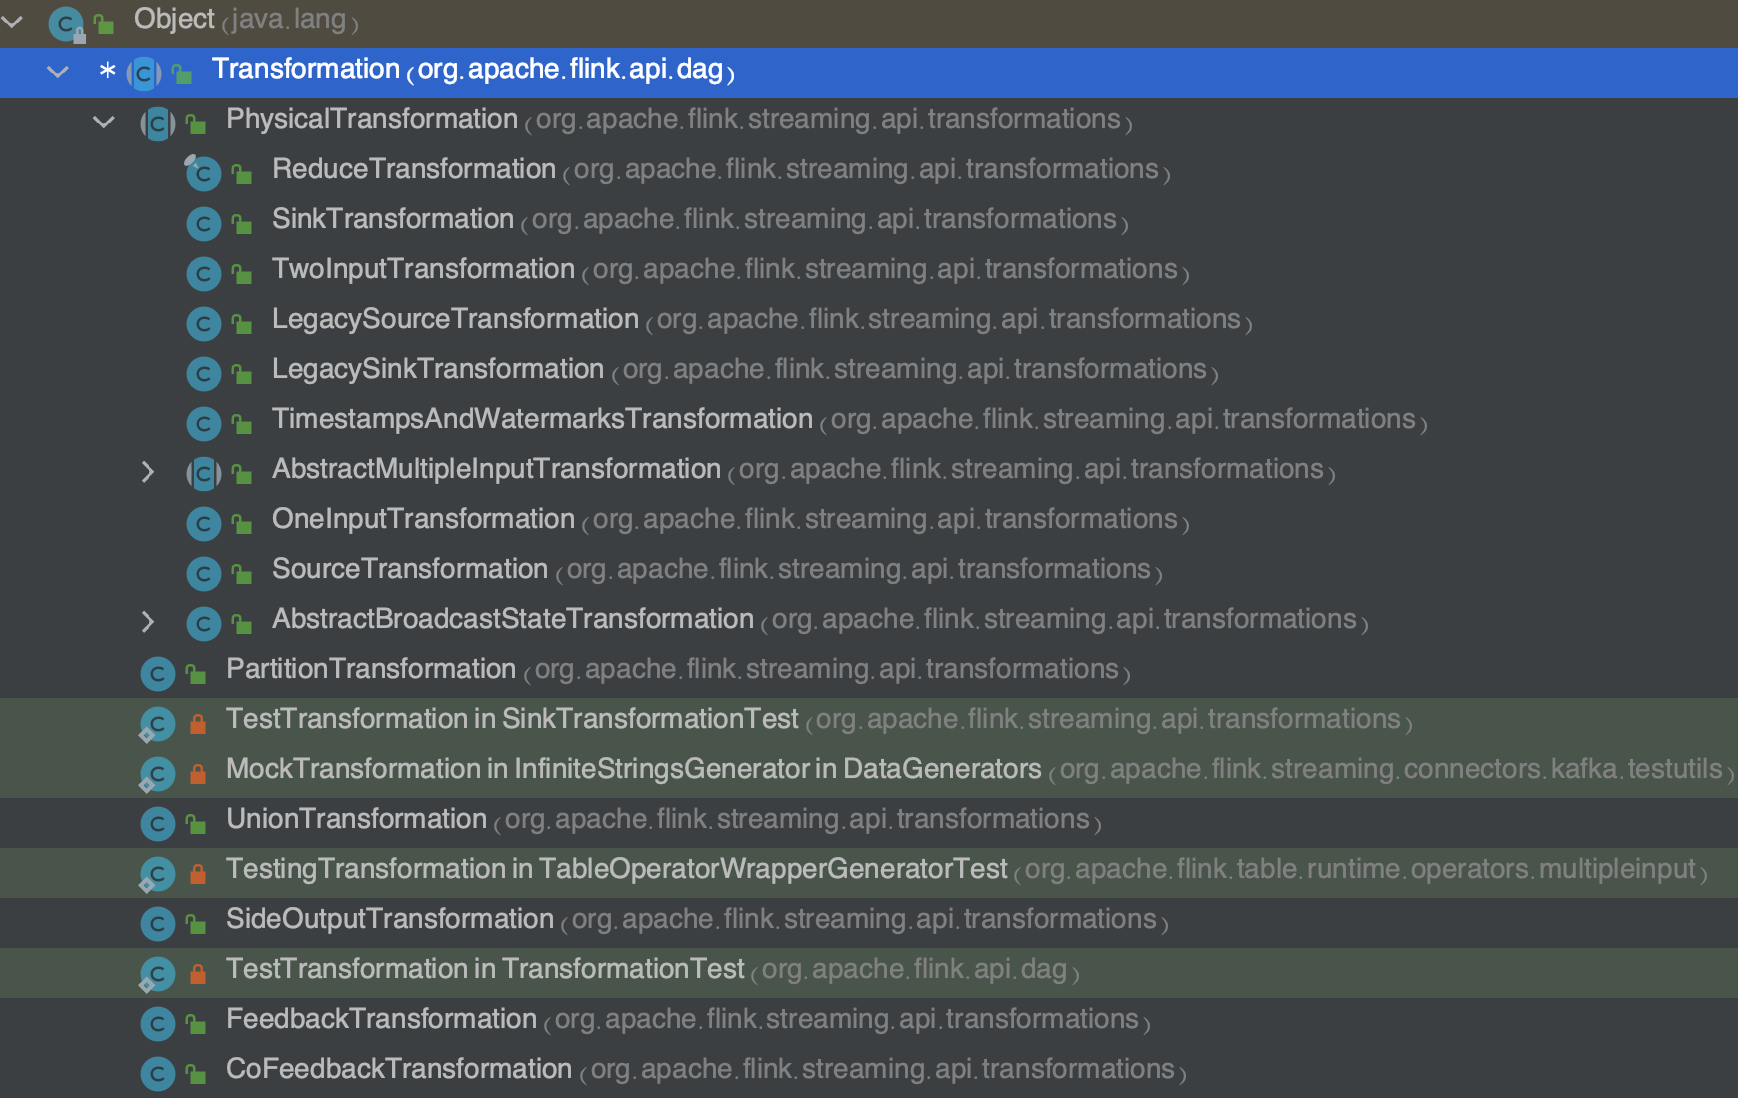 Object (java.lang)
* Transformation (org.apache.flink.api.dag)
PhysicalTransformation (org.apache.flink.streaming.api.transformations)
ReduceTransformation (org.apache.flink.streaming.api.transformations)
SinkTransformation (org.apache.flink.streaming.api.transformations)
TwoInputTransformation (org.apache.flink.streaming.api.transformations)
LegacySourceTransformation (org.apache.flink.streaming.api.transformations)
LegacySinkTransformation (org.apache.flink.streaming.api.transformations)
TimestampsAndWatermarksTransformation (org.apache.flink.streaming.api.transformations)
AbstractMultipleInputTransformation (org.apache.flink.streaming.api.transformations)
OneInputTransformation (org.apache.flink.streaming.api.transformations)
SourceTransformation (org.apache.flink.streaming.api.transformations)
AbstractBroadcastStateTransformation (org.apache.flink.streaming.api.transformations)
PartitionTransformation (org.apache.flink.streaming.api.transformations)
TestTransformation in SinkTransformationTest (org.apache.flink.streaming.api.transformations)
MockTransformation in InfiniteStringsGenerator in DataGenerators (org.apache.flink.streaming.connectors.kafka.testutils)
UnionTransformation (org.apache.flink.streaming.api.transformations)
TestingTransformation in TableOperatorWrapperGeneratorTest (org.apache.flink.table.runtime.operators.multipleinput)
SideOutputTransformation (org.apache.flink.streaming.api.transformations)
TestTransformation in TransformationTest (org.apache.flink.api.dag)
FeedbackTransformation (org.apache.flink.streaming.api.transformations)
CoFeedbackTransformation (org.apache.flink.streaming.api.transformations)